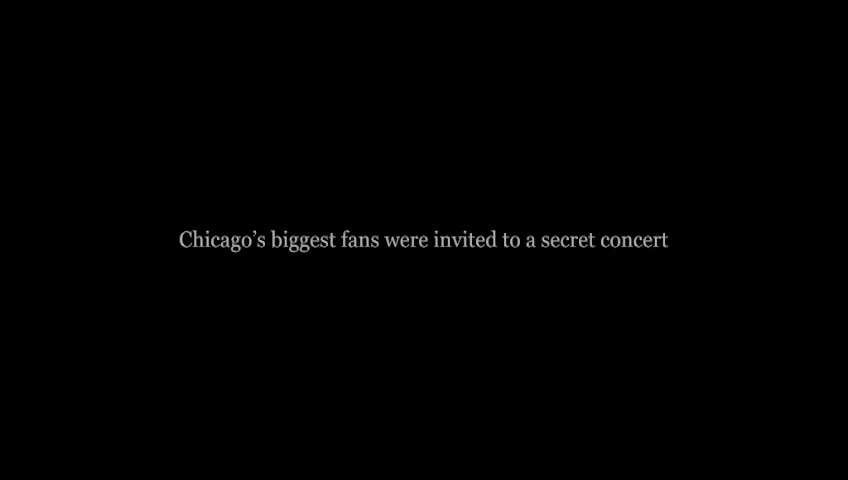 Chicago’s biggest fans were invited to a secret concert